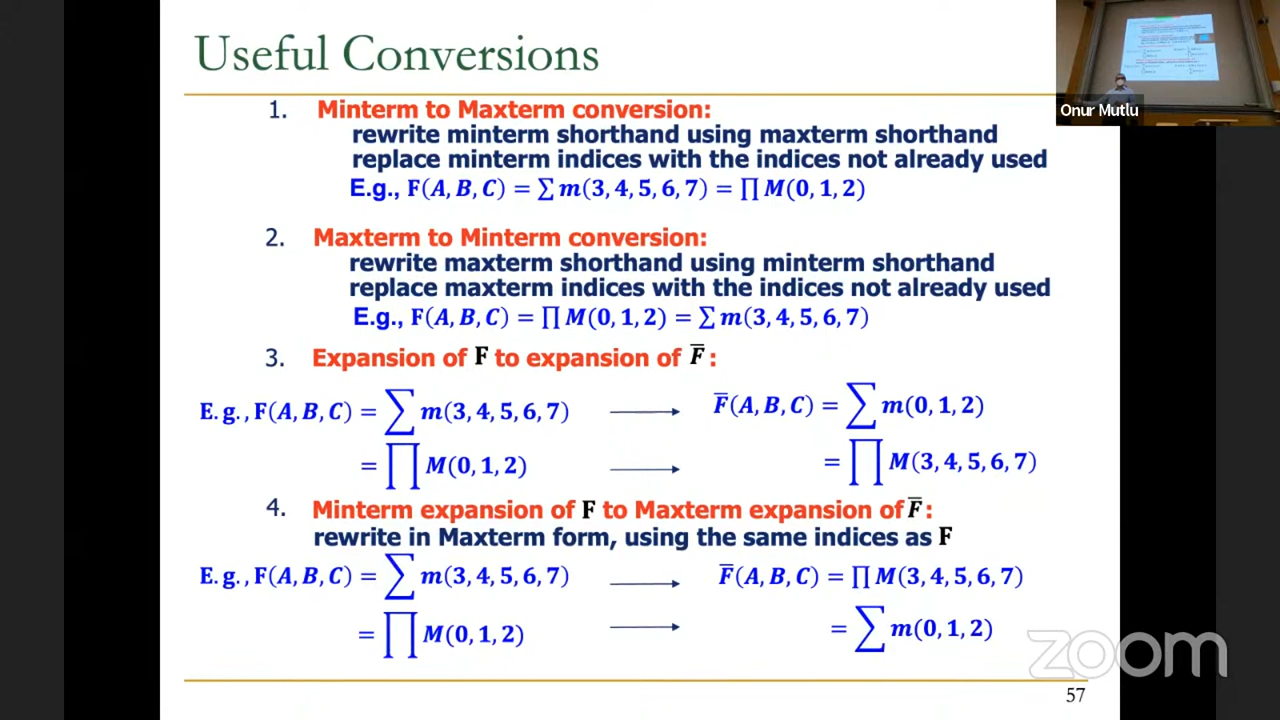 Useful Conversions
Onur Mutlu
1. Minterm to Maxterm conversion:
rewrite minterm shorthand using maxterm shorthand
replace minterm indices with the indices not already used
E.g., F(A, B, C) = ∑ m(3, 4, 5, 6, 7) = ∏ M(0, 1, 2)
2. Maxterm to Minterm conversion:
rewrite maxterm shorthand using minterm shorthand
replace maxterm indices with the indices not already used
E.g., F(A, B, C) = ∏ M(0, 1, 2) = ∑ m(3, 4, 5, 6, 7)
3. Expansion of F to expansion of F̅ :
E. g. , F(A, B, C) = ∑ m(3, 4, 5, 6, 7) → F̅(A, B, C) = ∑ m(0, 1, 2)
= ∏ M(0, 1, 2) → = ∏ M(3, 4, 5, 6, 7)
4. Minterm expansion of F to Maxterm expansion of F̅ :
rewrite in Maxterm form, using the same indices as F
E. g. , F(A, B, C) = ∑ m(3, 4, 5, 6, 7) → F̅(A, B, C) = ∏ M(3, 4, 5, 6, 7)
= ∏ M(0, 1, 2) → = ∑ m(0, 1, 2)
zoom
57